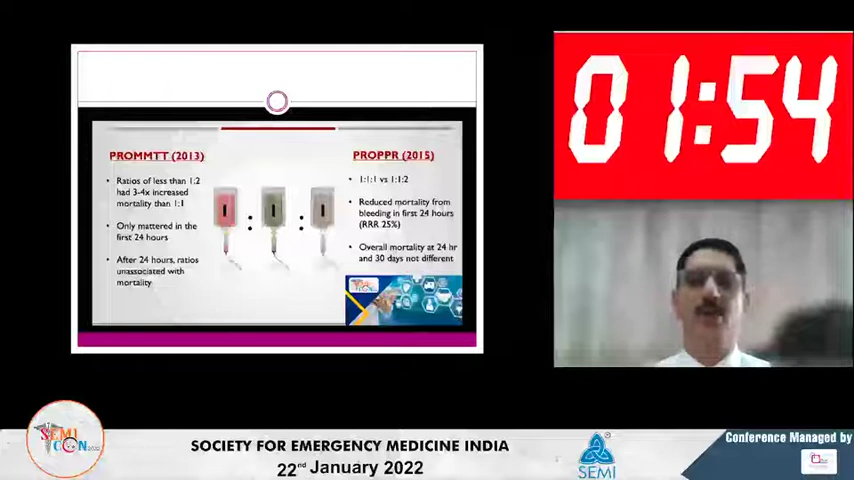 PROMMTT (2013)
• Ratios of less than 1:2
had 3-4x increased
mortality than 1:1
• Only mattered in the
first 24 hours
• After 24 hours, ratios
unassociated with
mortality
: :
PROPPR (2015)
• 1:1:1 vs 1:1:2
• Reduced mortality from
bleeding in first 24 hours
(RRR 25%)
• Overall mortality at 24 hr
and 30 days not different
01:54
SEMI
CON 2022
SOCIETY FOR EMERGENCY MEDICINE INDIA
22nd January 2022
SEMI
Conference Managed by